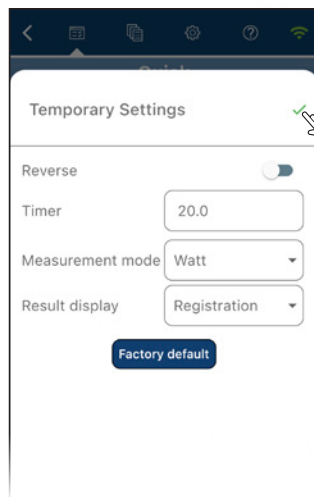 Temporary Settings
Reverse
Timer 20.0
Measurement mode Watt
Result display Registration
Factory default